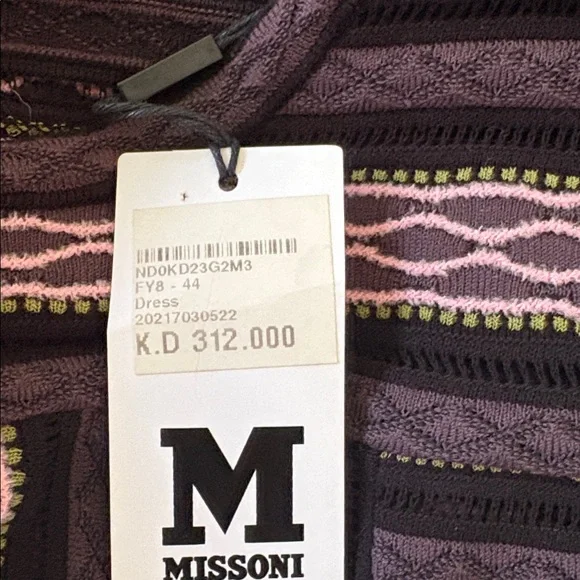 ND0KD23G2M3
FY8 - 44
Dress
20217030522
K.D 312.000
M
MISSONI